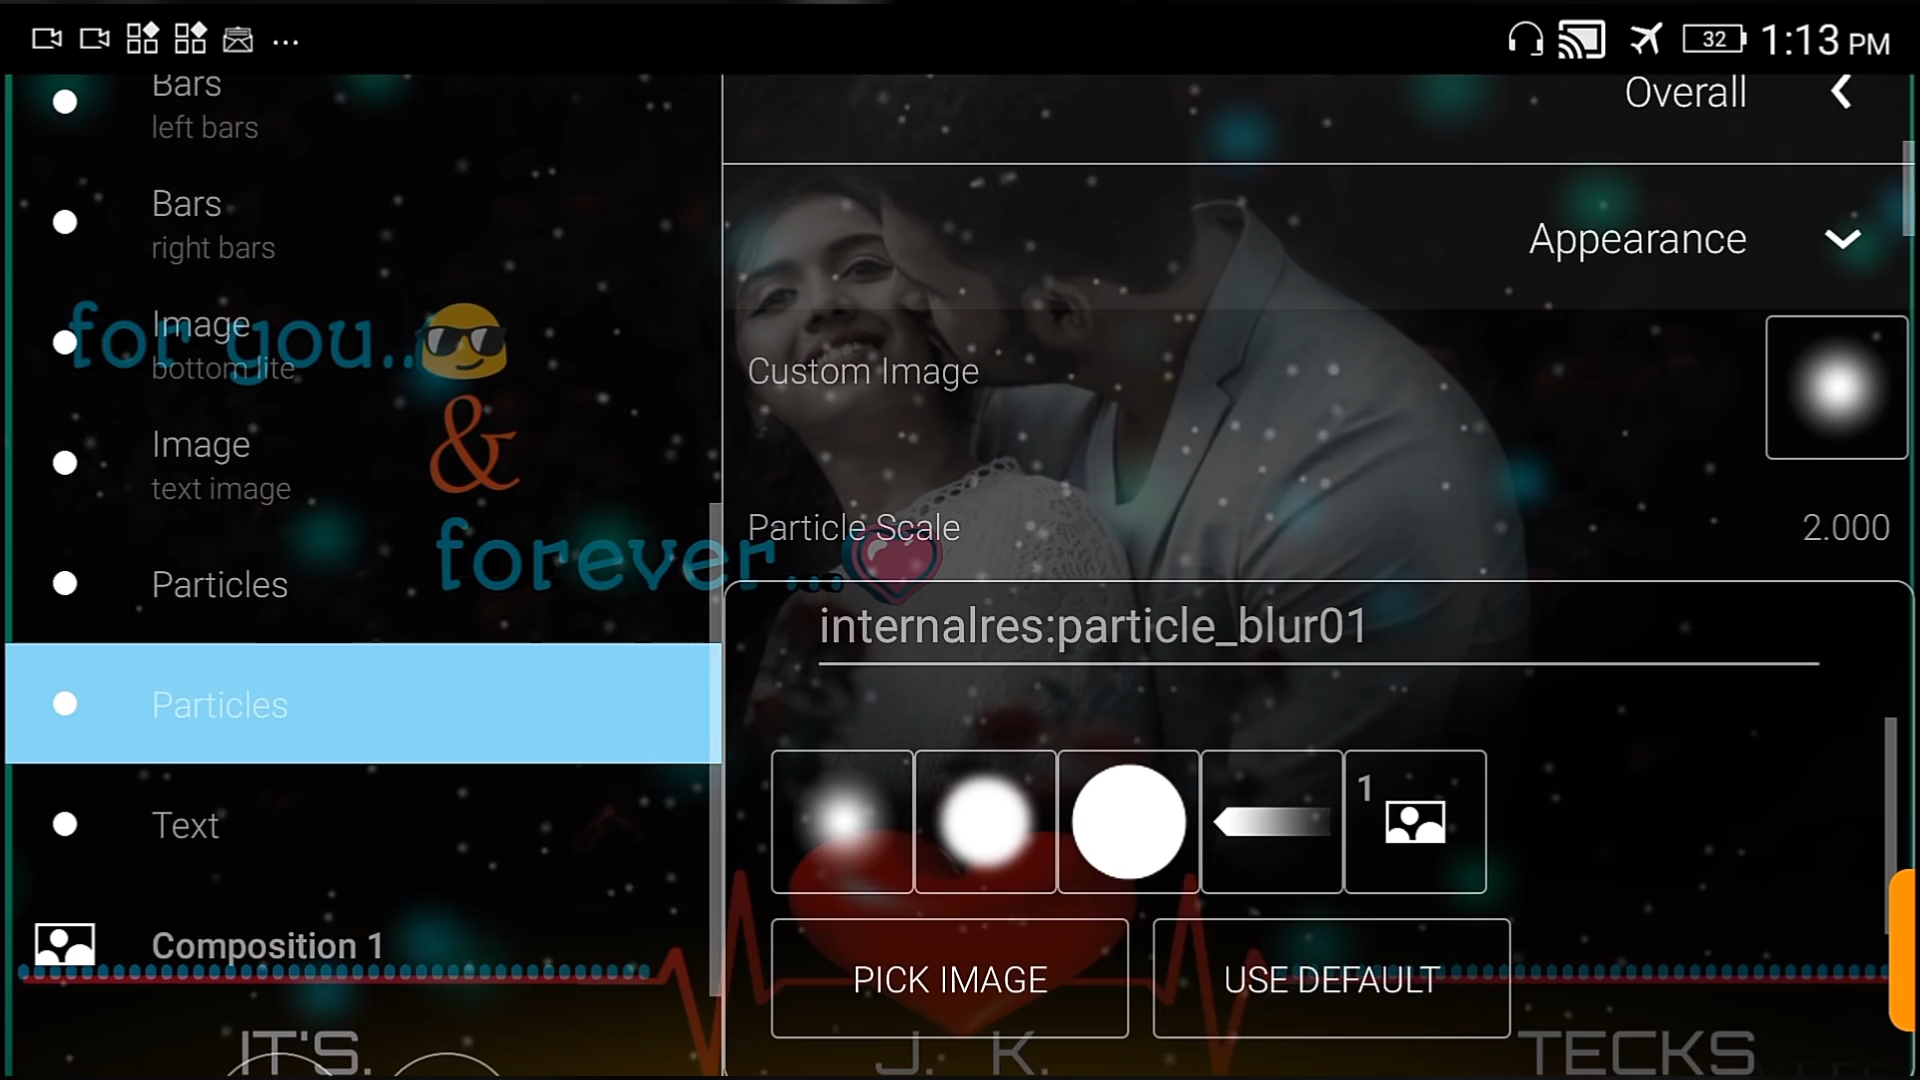 32 1:13 PM
Bars
left bars
Bars
right bars
Image
bottom lite
Image
text image
Particles
Particles
Text
Composition 1
for you..
&
forever...
IT'S.
Overall
Appearance
Custom Image
Particle Scale
2.000
internalres:particle_blur01
1
PICK IMAGE
USE DEFAULT
J. K.
TECKS